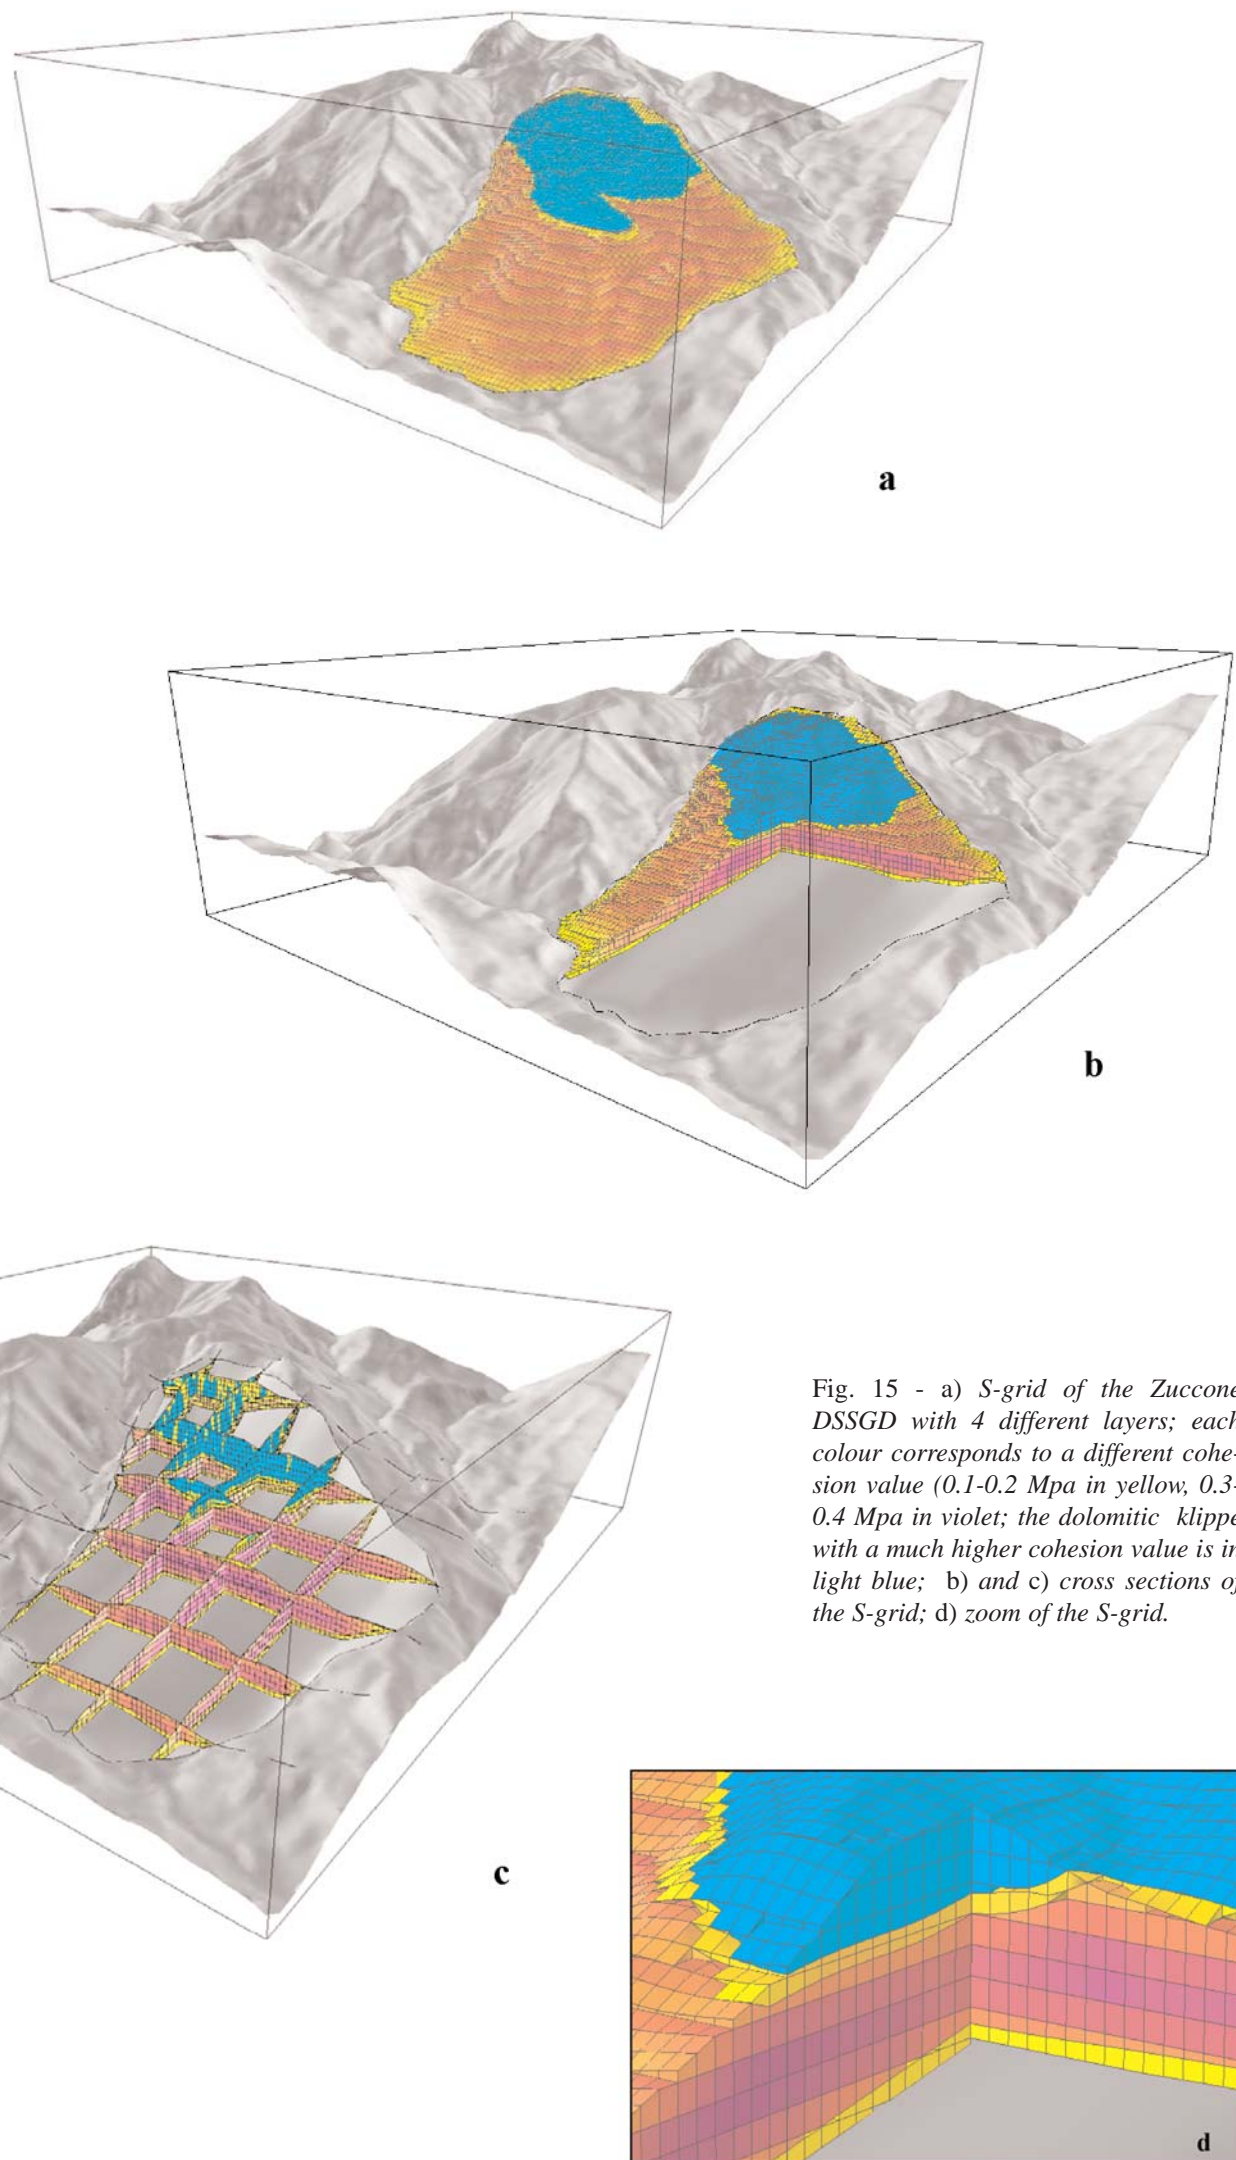 a
b
c
Fig. 15 - a) S-grid of the Zuccone
DSSGD with 4 different layers; each
colour corresponds to a different cohe-
sion value (0.1-0.2 Mpa in yellow, 0.3-
0.4 Mpa in violet; the dolomitic klippe
with a much higher cohesion value is in
light blue; b) and c) cross sections of
the S-grid; d) zoom of the S-grid.
d